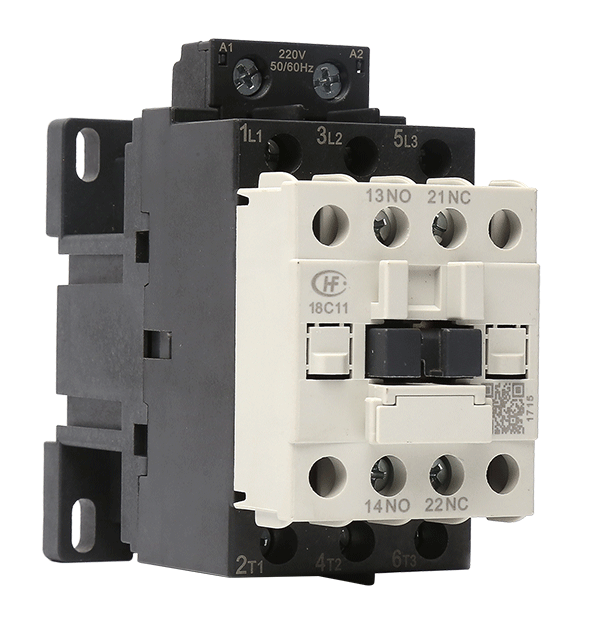 A1 220V A2
50/60Hz
1L1 3L2 5L3
13NO 21NC
HF
18C11
1715
14NO 22NC
2T1 4T2 6T3